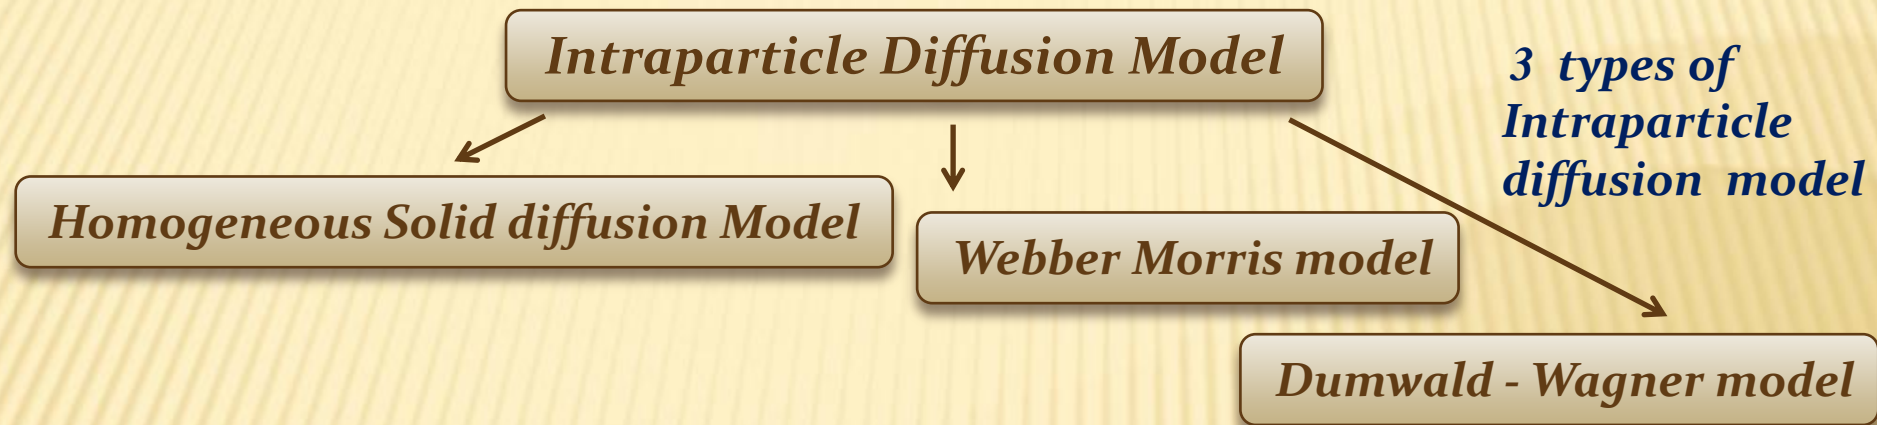 Intraparticle Diffusion Model
3 types of
Intraparticle
diffusion model
Homogeneous Solid diffusion Model
Webber Morris model
Dumwald - Wagner model